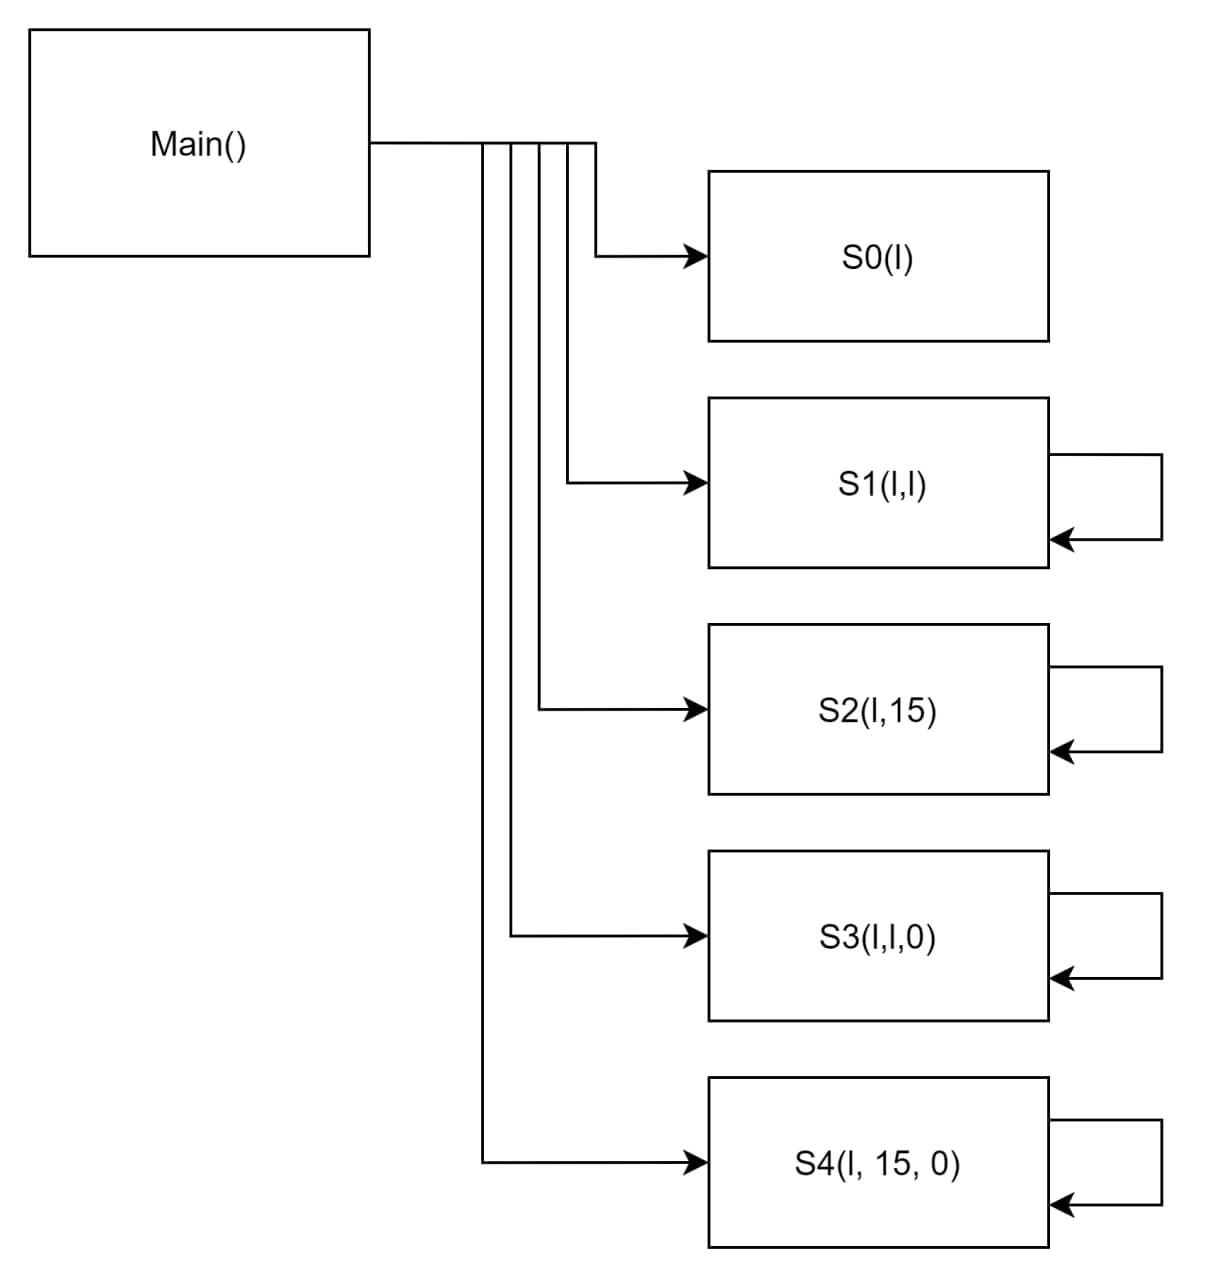 Main()
S0(l)
S1(l,l)
S2(l,15)
S3(l,l,0)
S4(l, 15, 0)